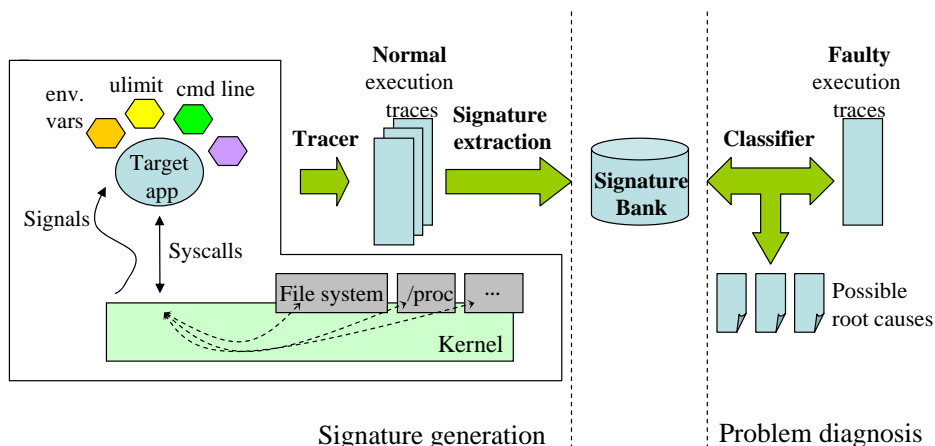 env.
vars
ulimit
cmd line
Target
app
Signals
Syscalls
File system
/proc
...
Kernel
Tracer
Normal
execution
traces
Signature
extraction
Signature
Bank
Classifier
Faulty
execution
traces
Possible
root causes
Signature generation
Problem diagnosis